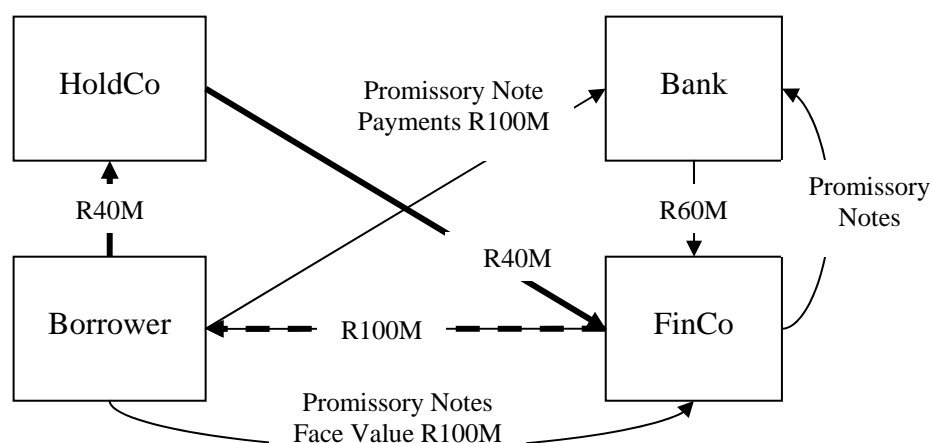 HoldCo
Promissory Note
Payments R100M
Bank
R40M
R60M
Promissory
Notes
R40M
Borrower
R100M
FinCo
Promissory Notes
Face Value R100M